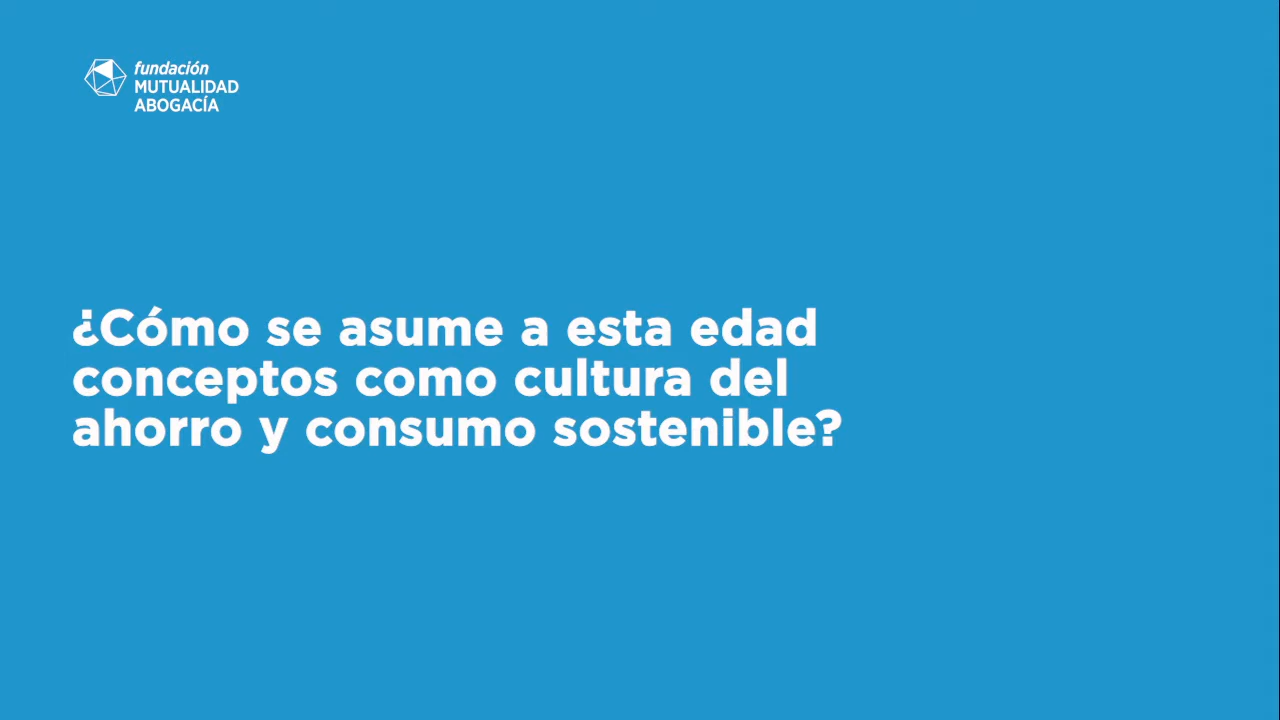 fundación
MUTUALIDAD
ABOGACÍA
¿Cómo se asume a esta edad
conceptos como cultura del
ahorro y consumo sostenible?